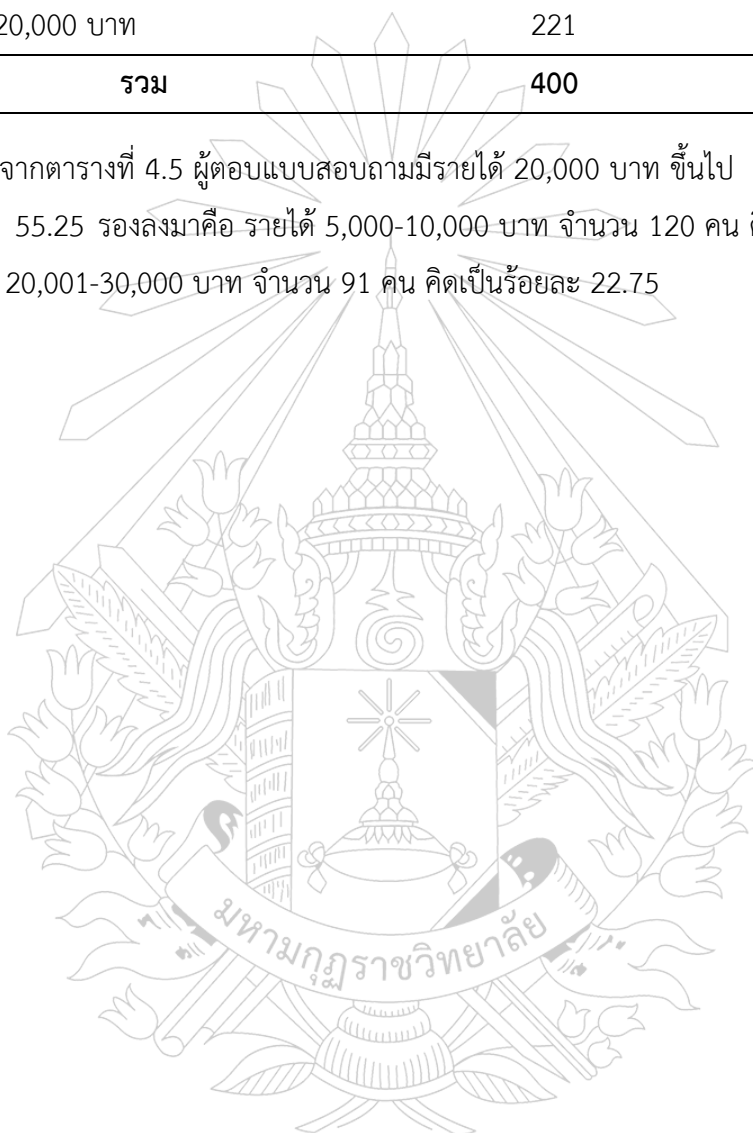 20,000 บาท 221
รวม 400
จากตารางที่ 4.5 ผู้ตอบแบบสอบถามมีรายได้ 20,000 บาท ขึ้นไป
55.25 รองลงมาคือ รายได้ 5,000-10,000 บาท จำนวน 120 คน
20,001-30,000 บาท จำนวน 91 คน คิดเป็นร้อยละ 22.75
มหามกุฏราชวิทยาลัย